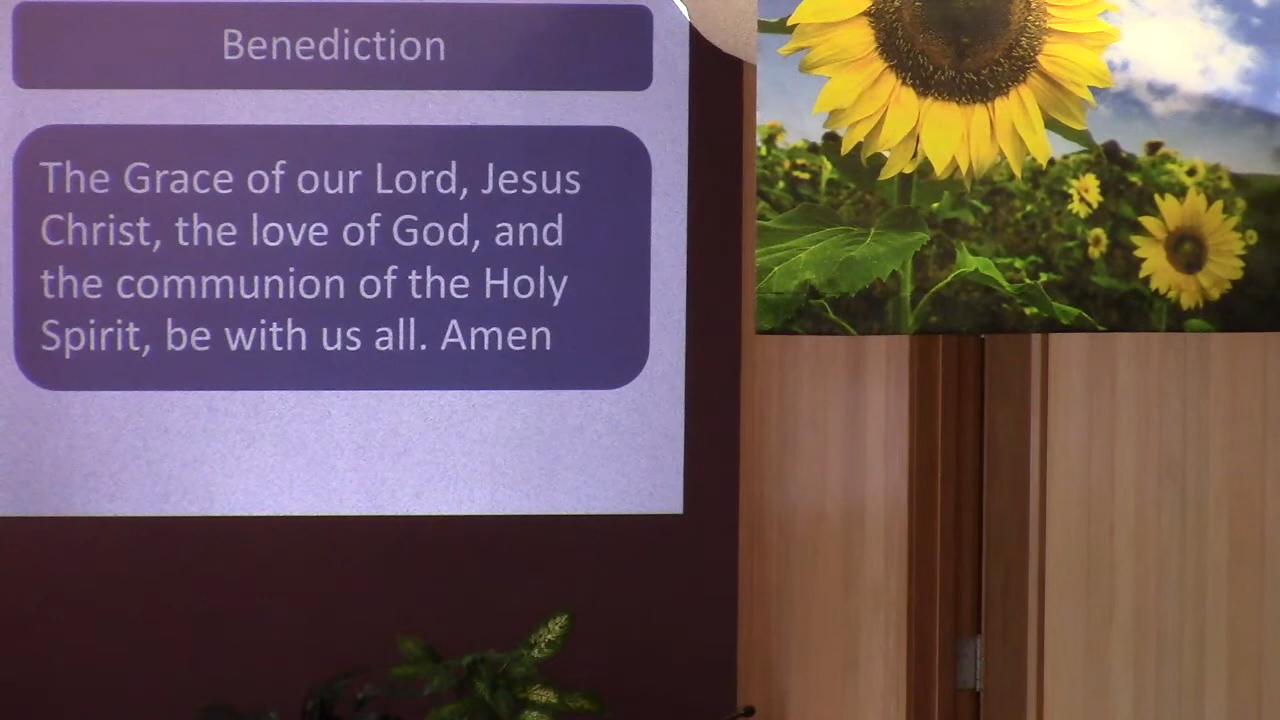 Benediction
The Grace of our Lord, Jesus
Christ, the love of God, and
the communion of the Holy
Spirit, be with us all. Amen